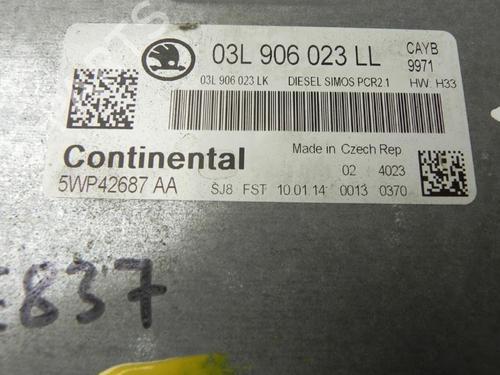 03L 906 023 LL CAYB
9971
03L 906 023 LK DIESEL SIMOS PCR2.1 HW: H33
Continental
Made in Czech Rep.
02 4023
5WP42687 AA SJ8 FST 10.01.14 0013 0370
E837